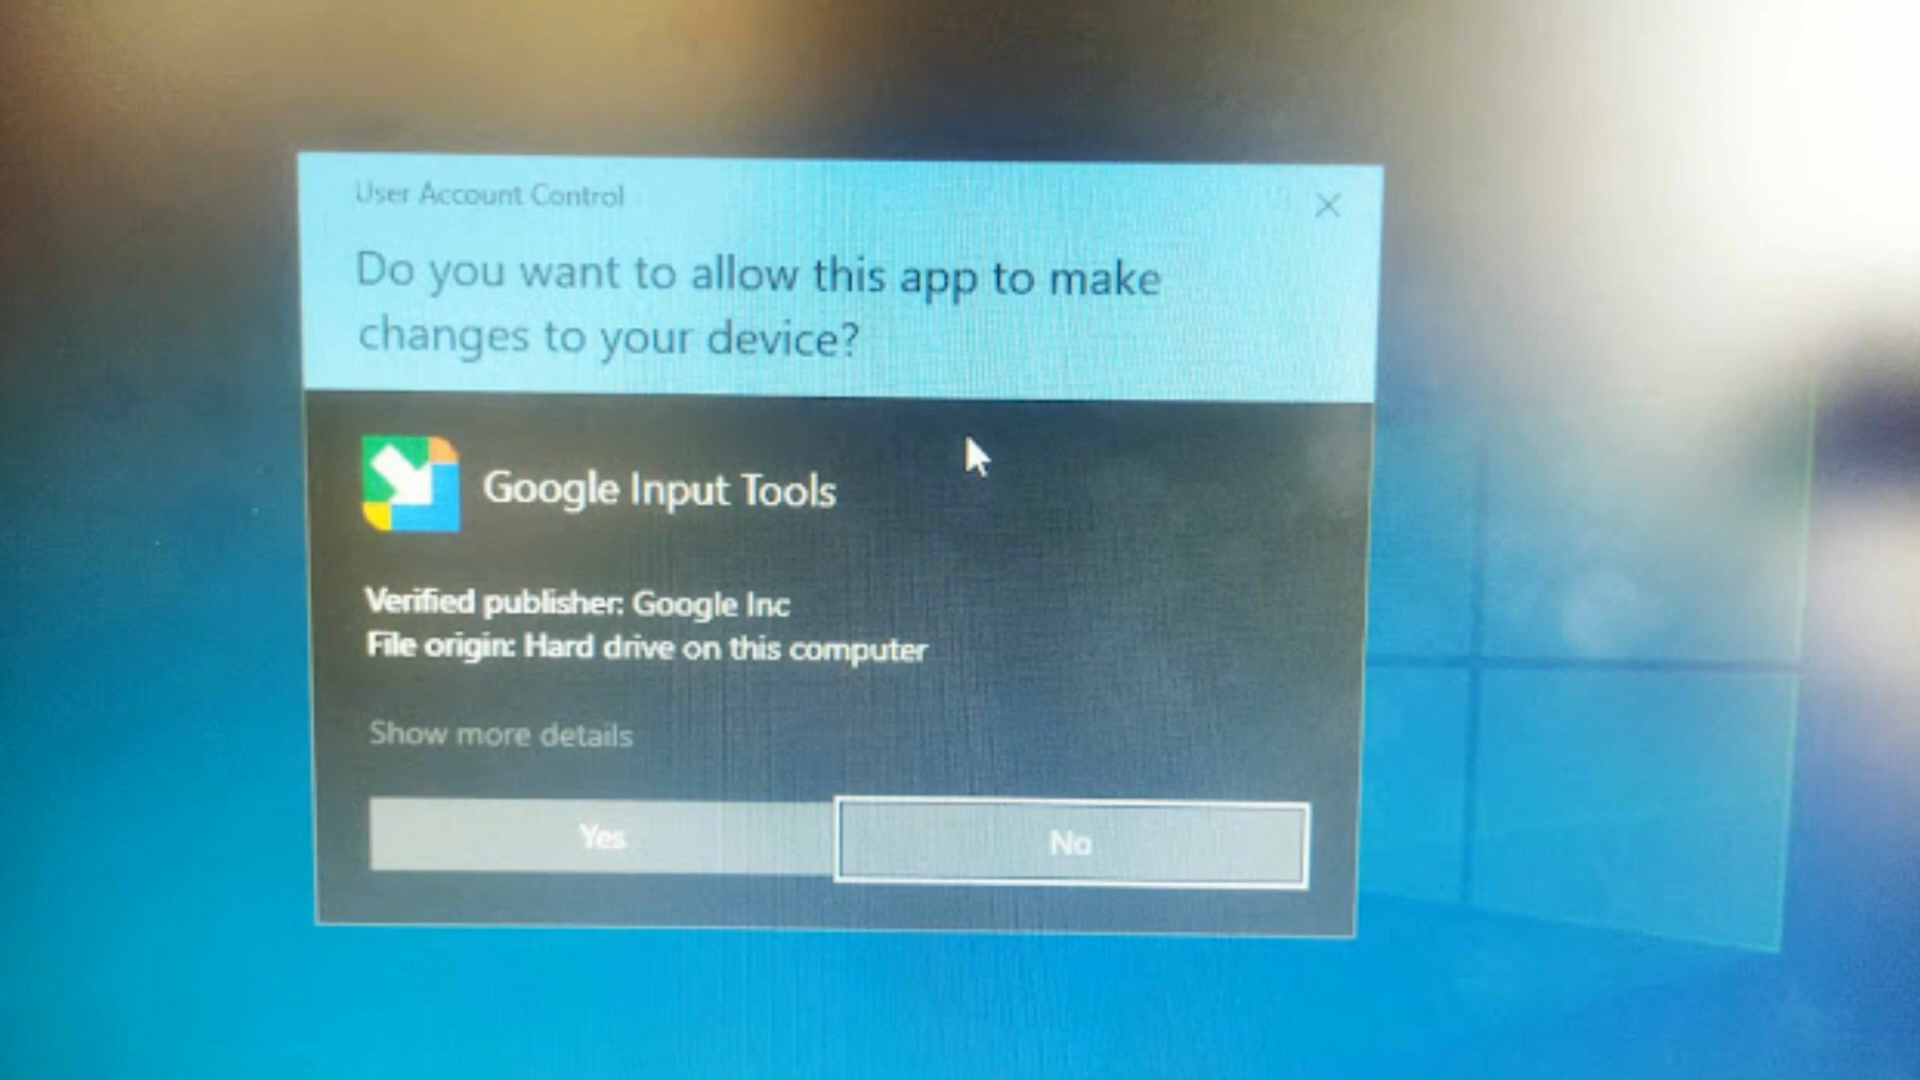 User Account Control
Do you want to allow this app to make
changes to your device?
Google Input Tools
Verified publisher: Google Inc
File origin: Hard drive on this computer
Show more details
Yes
No